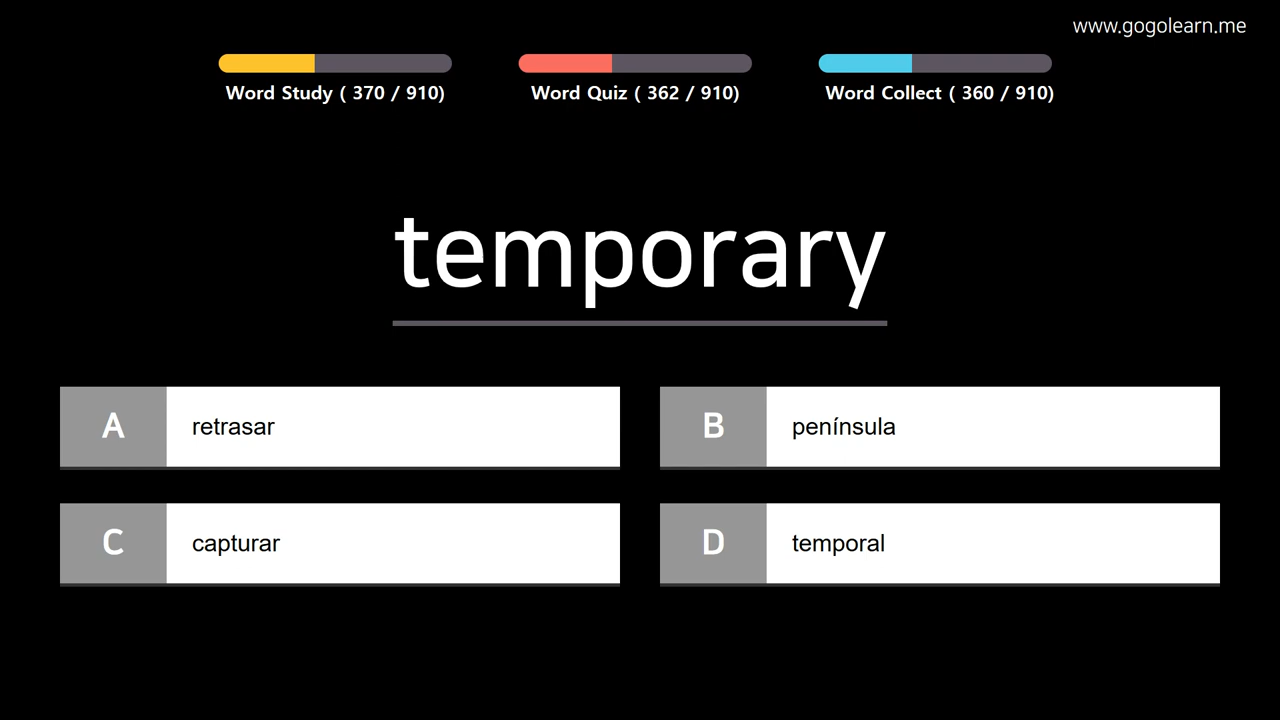 www.gogolearn.me
Word Study ( 370 / 910)
Word Quiz ( 362 / 910)
Word Collect ( 360 / 910)
temporary
A retrasar
B península
C capturar
D temporal